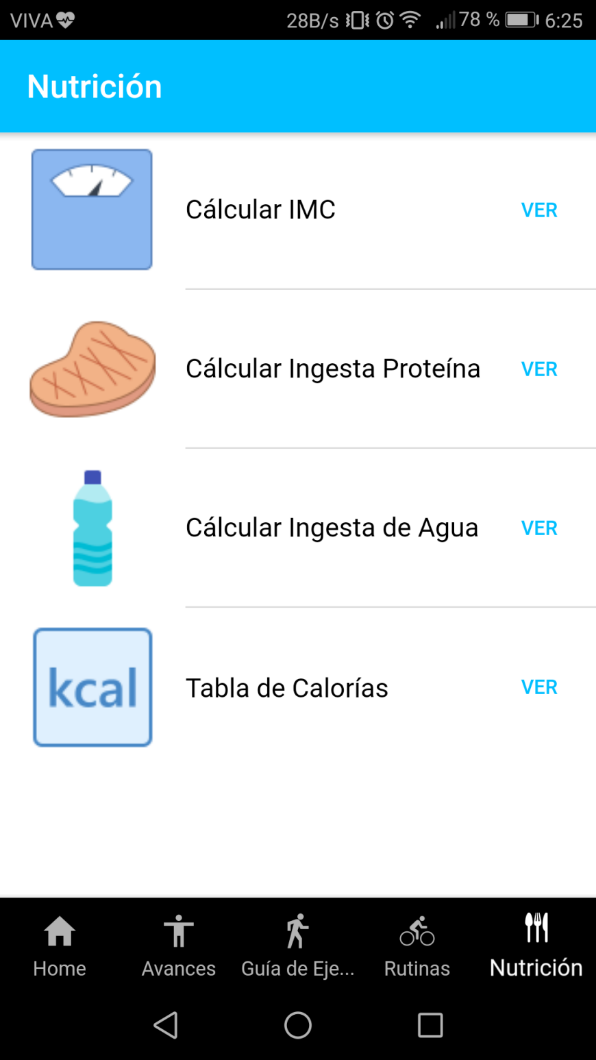 VIVA 28B/s 78 % 6:25
Nutrición
Cálcular IMC VER
Cálcular Ingesta Proteína VER
Cálcular Ingesta de Agua VER
kcal Tabla de Calorías VER
Home Avances Guía de Eje... Rutinas Nutrición